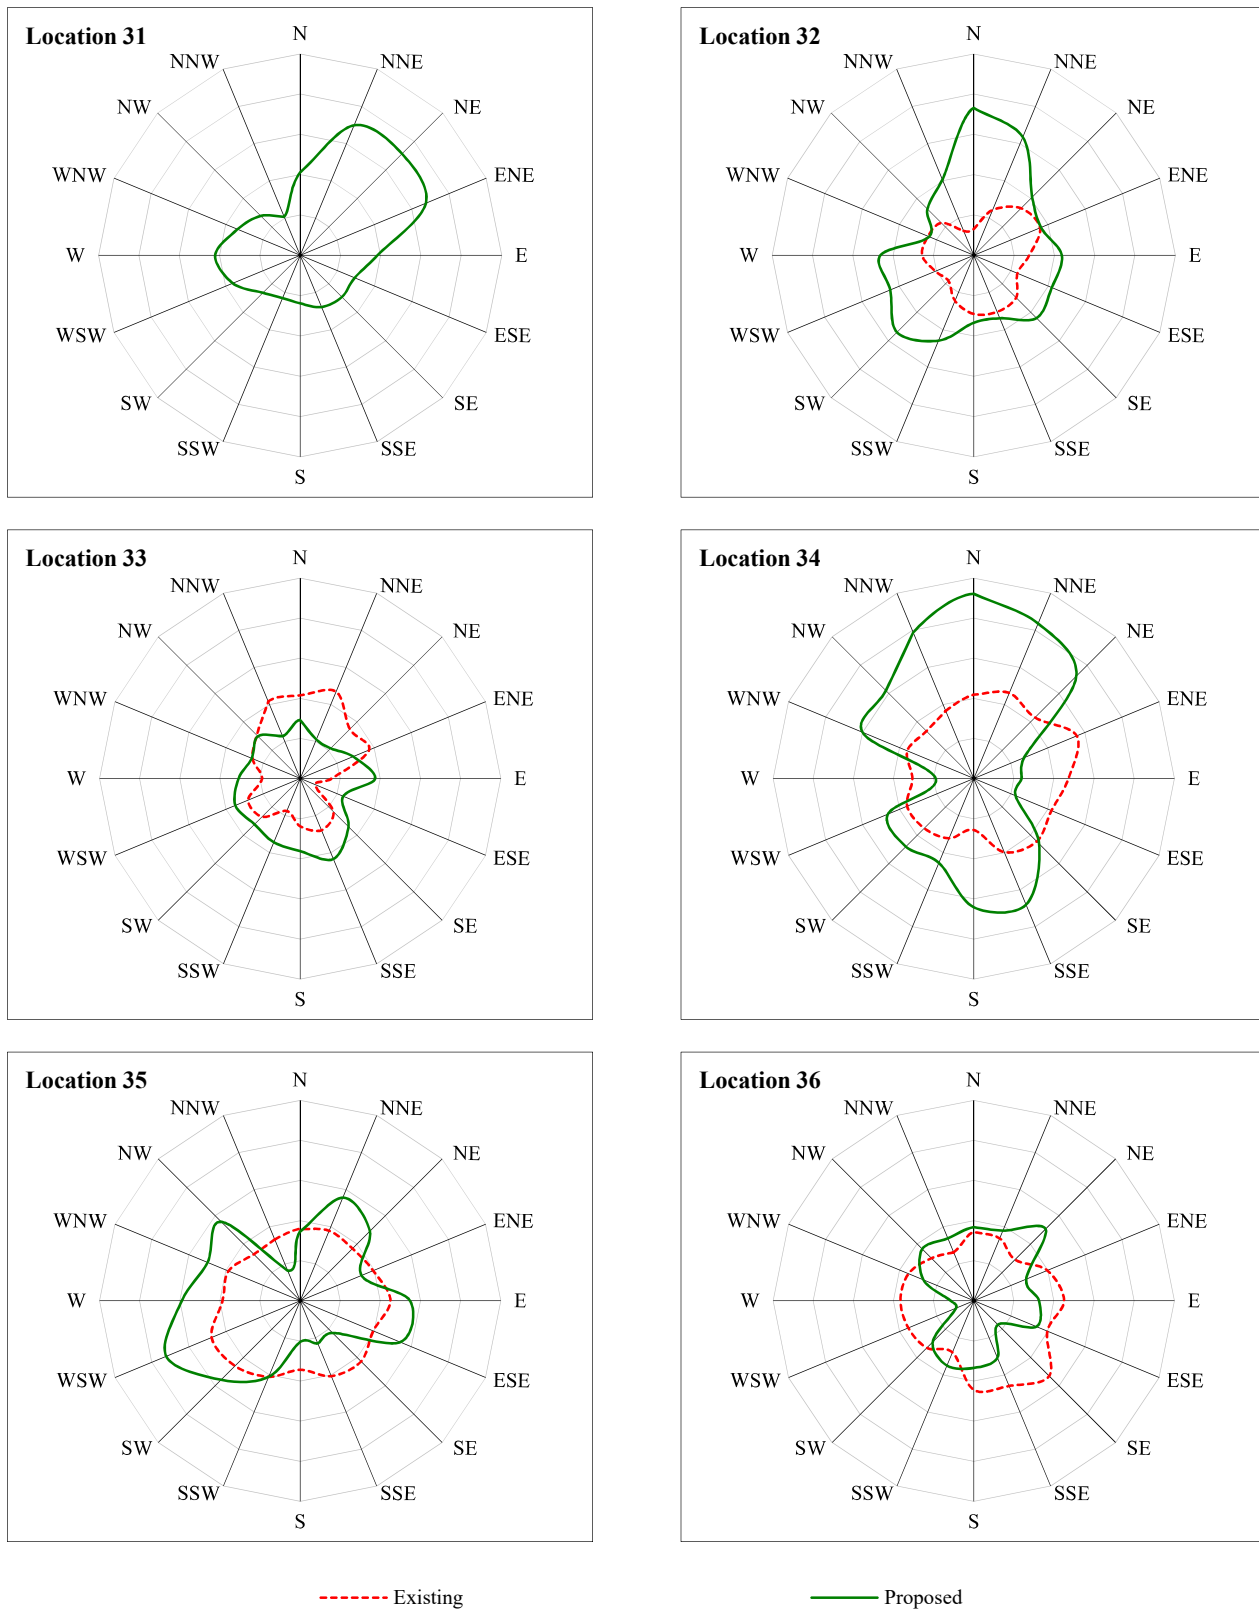 Location 31
N
NNE
NE
ENE
E
ESE
SE
SSE
S
SSW
SW
WSW
W
WNW
NW
NNW
Location 32
N
NNE
NE
ENE
E
ESE
SE
SSE
S
SSW
SW
WSW
W
WNW
NW
NNW
Location 33
N
NNE
NE
ENE
E
ESE
SE
SSE
S
SSW
SW
WSW
W
WNW
NW
NNW
Location 34
N
NNE
NE
ENE
E
ESE
SE
SSE
S
SSW
SW
WSW
W
WNW
NW
NNW
Location 35
N
NNE
NE
ENE
E
ESE
SE
SSE
S
SSW
SW
WSW
W
WNW
NW
NNW
Location 36
N
NNE
NE
ENE
E
ESE
SE
SSE
S
SSW
SW
WSW
W
WNW
NW
NNW
Existing
Proposed